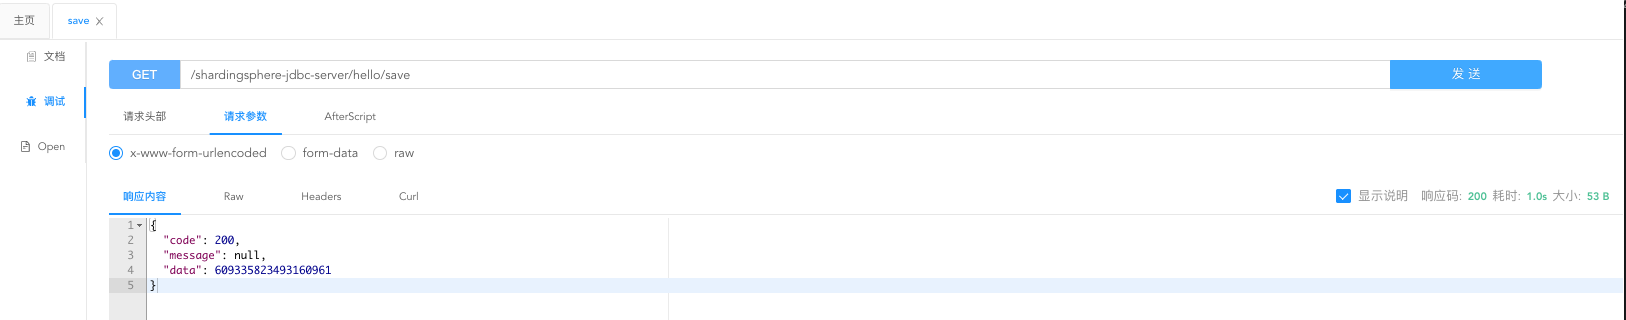 主页 save
文档
调试
Open
GET /shardingsphere-jdbc-server/hello/save 发 送
请求头部 请求参数 AfterScript
x-www-form-urlencoded form-data raw
响应内容 Raw Headers Curl 显示说明 响应码: 200 耗时: 1.0s 大小: 53 B
1 {
2 "code": 200,
3 "message": null,
4 "data": 609335823493160961
5 }